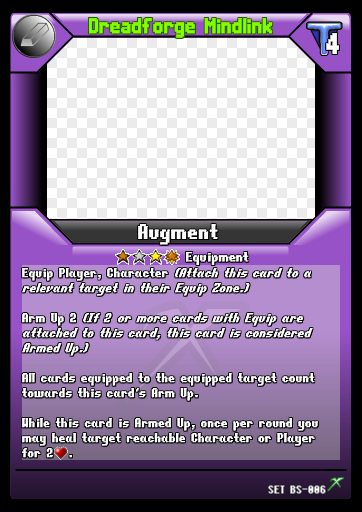 Dreadforge Mindlink
T4
Augment
Equipment
Equip Player, Character (Attach this card to a
relevant target in their Equip Zone.)
Arm Up 2 (If 2 or more cards with Equip are
attached to this card, this card is considered
Armed Up.)
All cards equipped to the equipped target count
towards this card's Arm Up.
While this card is Armed Up, once per round you
may heal target reachable Character or Player
for 2❤.
SET BS-006